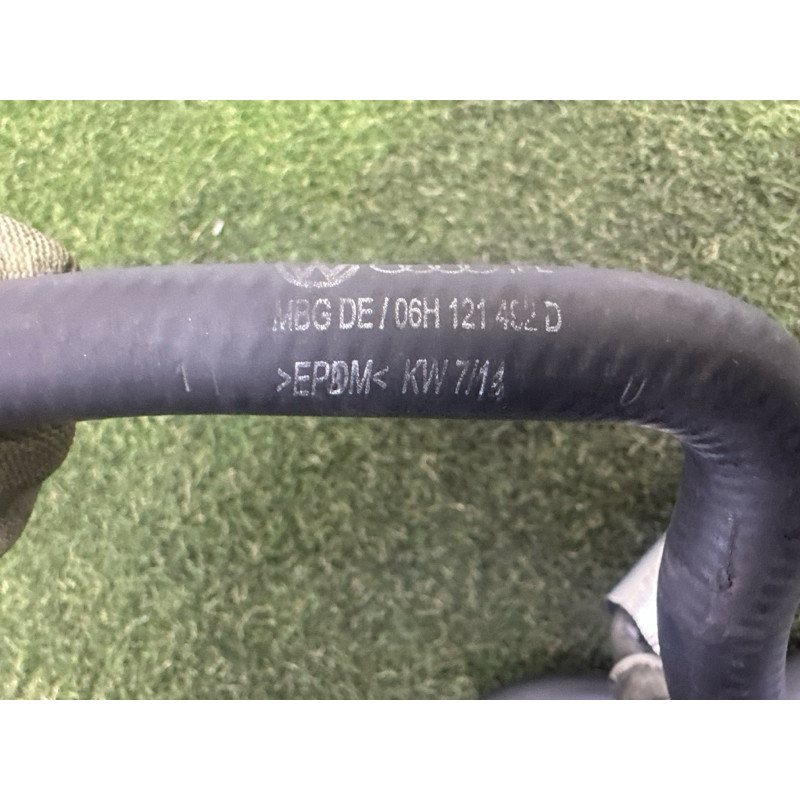 MBG DE / 06H 121 492 D
>EPDM< KW 7/14